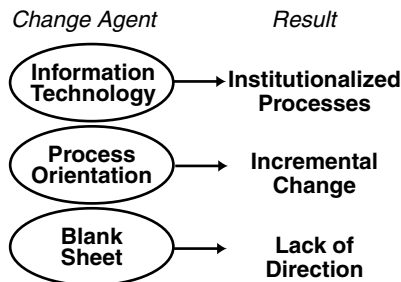 Change Agent Result
Information Technology Institutionalized Processes
Process Orientation Incremental Change
Blank Sheet Lack of Direction